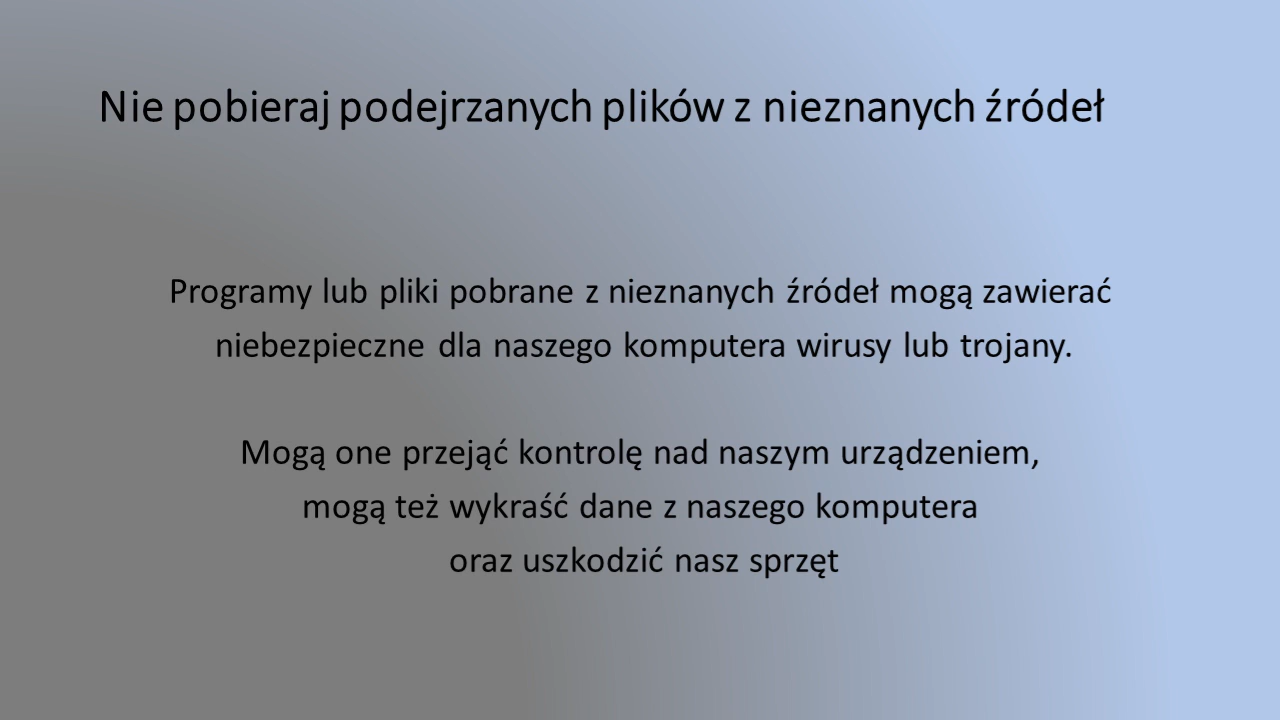 Nie pobieraj podejrzanych plików z nieznanych źródeł
Programy lub pliki pobrane z nieznanych źródeł mogą zawierać
niebezpieczne dla naszego komputera wirusy lub trojany.
Mogą one przejąć kontrolę nad naszym urządzeniem,
mogą też wykraść dane z naszego komputera
oraz uszkodzić nasz sprzęt